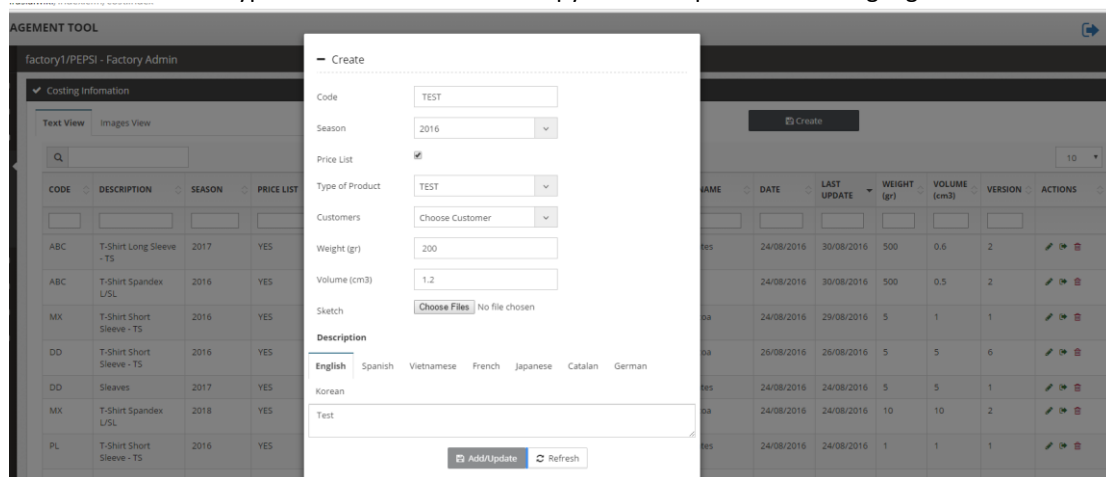 AGEMENT TOOL
factory1/PEPSI - Factory Admin
Costing Infomation
Text View Images View
Create
10
CODE DESCRIPTION SEASON PRICE LIST NAME DATE LAST UPDATE WEIGHT (gr) VOLUME (cm3) VERSION ACTIONS
ABC T-Shirt Long Sleeve - TS 2017 YES 24/08/2016 30/08/2016 500 0.6 2
ABC T-Shirt Spandex L/SL 2016 YES 24/08/2016 30/08/2016 500 0.5 2
MX T-Shirt Short Sleeve - TS 2016 YES 24/08/2016 29/08/2016 5 1 1
DD T-Shirt Short Sleeve - TS 2016 YES 26/08/2016 26/08/2016 5 5 6
DD Sleaves 2017 YES 24/08/2016 24/08/2016 5 5 1
MX T-Shirt Spandex L/SL 2018 YES 24/08/2016 24/08/2016 10 10 2
PL T-Shirt Short Sleeve - TS 2016 YES 24/08/2016 24/08/2016 1 1 1
Create
Code TEST
Season 2016
Price List
Type of Product TEST
Customers Choose Customer
Weight (gr) 200
Volume (cm3) 1.2
Sketch Choose Files No file chosen
Description
English Spanish Vietnamese French Japanese Catalan German
Korean
Test
Add/Update Refresh